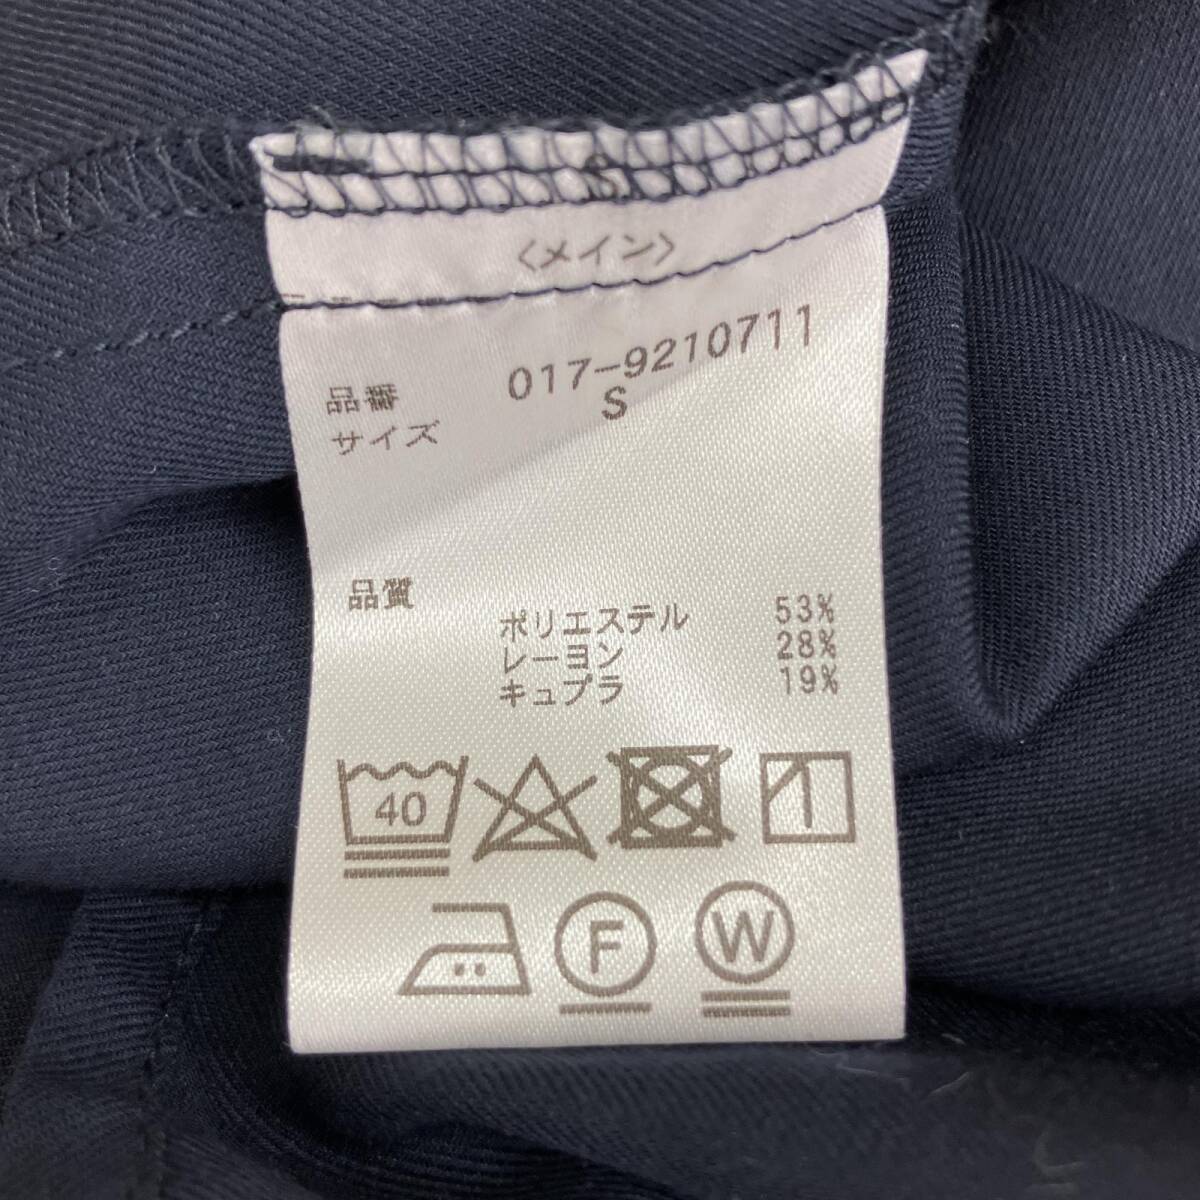 S
〈メイン〉
品番 017-9210711
サイズ S
品質
ポリエステル 53%
レーヨン 28%
キュプラ 19%
40
F W